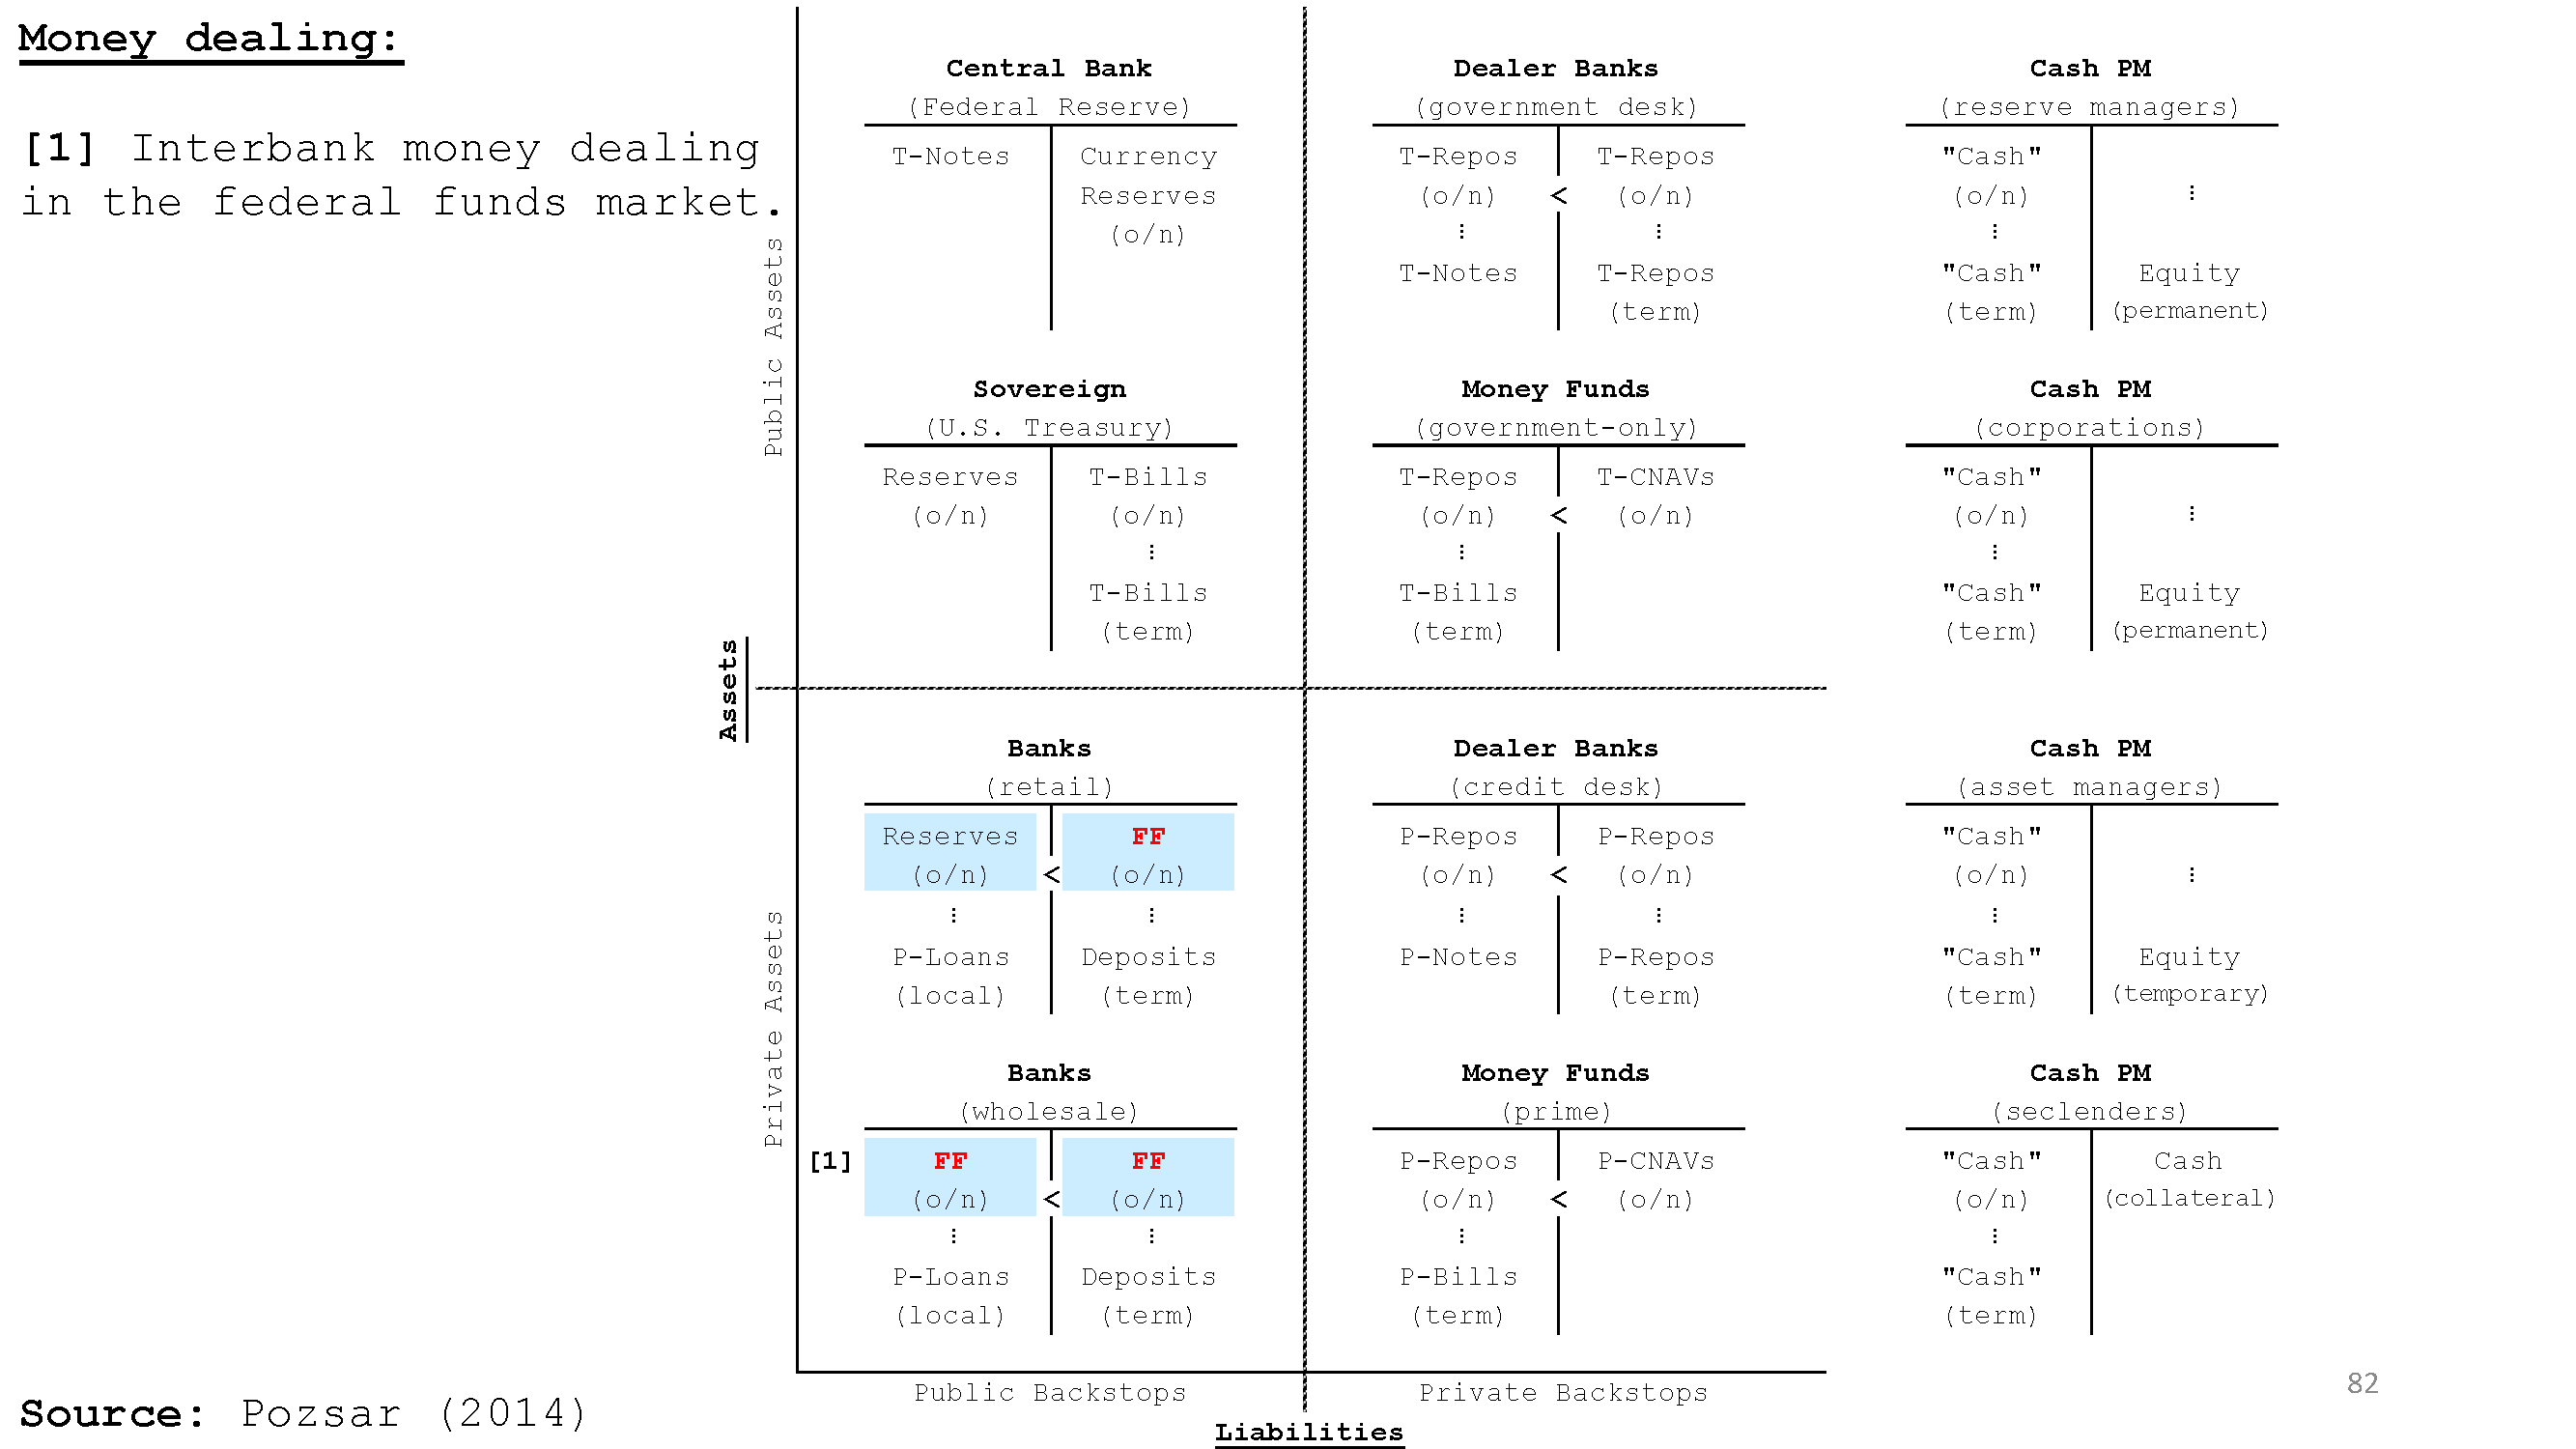 Money dealing:
[1] Interbank money dealing
in the federal funds market.
Assets
Public Assets
Private Assets
Central Bank
(Federal Reserve)
T-Notes Currency
Reserves
(o/n)
Dealer Banks
(government desk)
T-Repos T-Repos
(o/n) < (o/n)
⋮ ⋮
T-Notes T-Repos
(term)
Cash PM
(reserve managers)
"Cash"
(o/n) ⋮
⋮
"Cash" Equity
(term) (permanent)
Sovereign
(U.S. Treasury)
Reserves T-Bills
(o/n) (o/n)
⋮
T-Bills
(term)
Money Funds
(government-only)
T-Repos T-CNAVs
(o/n) < (o/n)
⋮
T-Bills
(term)
Cash PM
(corporations)
"Cash"
(o/n) ⋮
⋮
"Cash" Equity
(term) (permanent)
Banks
(retail)
Reserves FF
(o/n) < (o/n)
⋮ ⋮
P-Loans Deposits
(local) (term)
Dealer Banks
(credit desk)
P-Repos P-Repos
(o/n) < (o/n)
⋮ ⋮
P-Notes P-Repos
(term)
Cash PM
(asset managers)
"Cash"
(o/n) ⋮
⋮
"Cash" Equity
(term) (temporary)
Banks
(wholesale)
[1] FF FF
(o/n) < (o/n)
⋮ ⋮
P-Loans Deposits
(local) (term)
Money Funds
(prime)
P-Repos P-CNAVs
(o/n) < (o/n)
⋮
P-Bills
(term)
Cash PM
(seclenders)
"Cash" Cash
(o/n) (collateral)
⋮
"Cash"
(term)
Public Backstops Private Backstops
Liabilities
Source: Pozsar (2014)
82